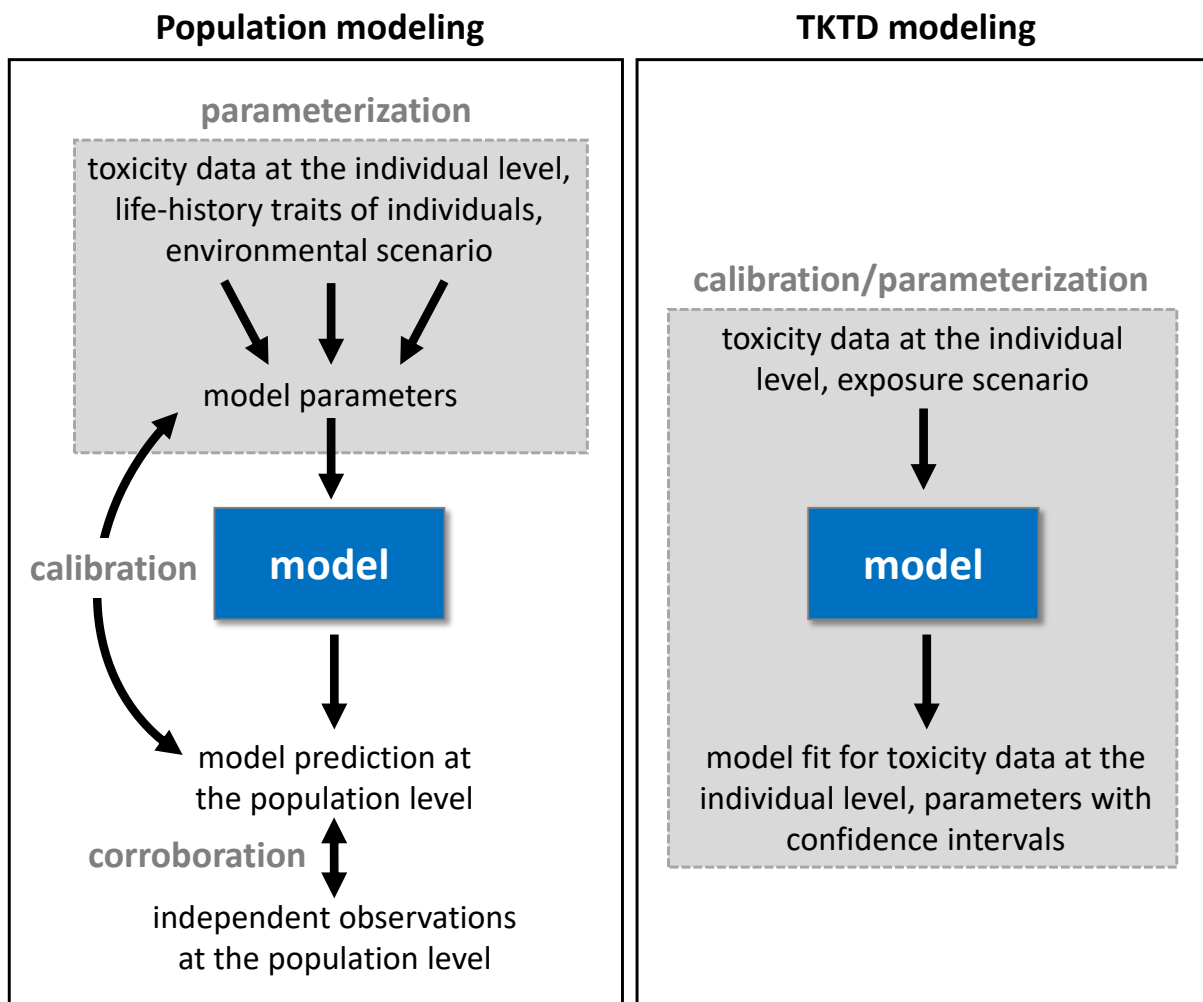 Population modeling
parameterization
toxicity data at the individual level,
life-history traits of individuals,
environmental scenario
model parameters
calibration
model
model prediction at
the population level
corroboration
independent observations
at the population level
TKTD modeling
calibration/parameterization
toxicity data at the individual
level, exposure scenario
model
model fit for toxicity data at the
individual level, parameters with
confidence intervals